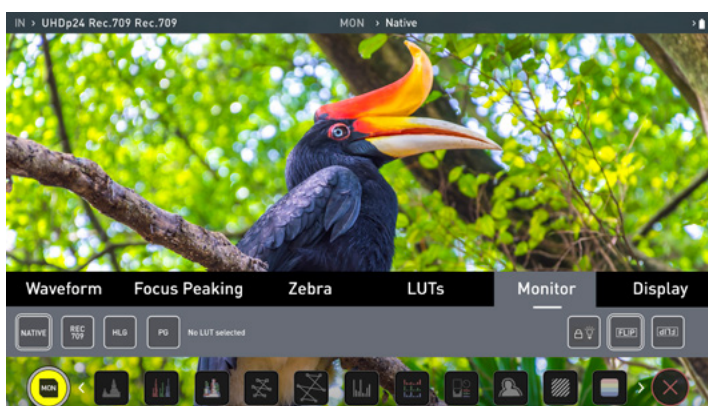 IN > UHDp24 Rec.709 Rec.709 MON > Native >
Waveform Focus Peaking Zebra LUTs Monitor Display
NATIVE REC 709 HLG PG No LUT selected FLIP FLIP
MON